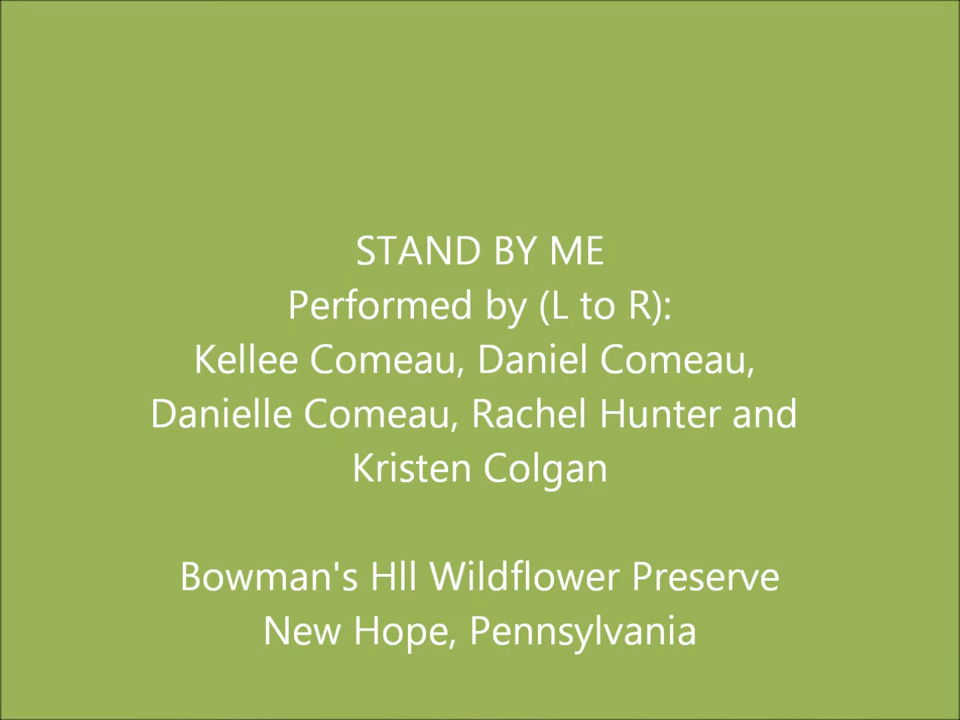 STAND BY ME
Performed by (L to R):
Kellee Comeau, Daniel Comeau,
Danielle Comeau, Rachel Hunter and
Kristen Colgan
Bowman's Hll Wildflower Preserve
New Hope, Pennsylvania